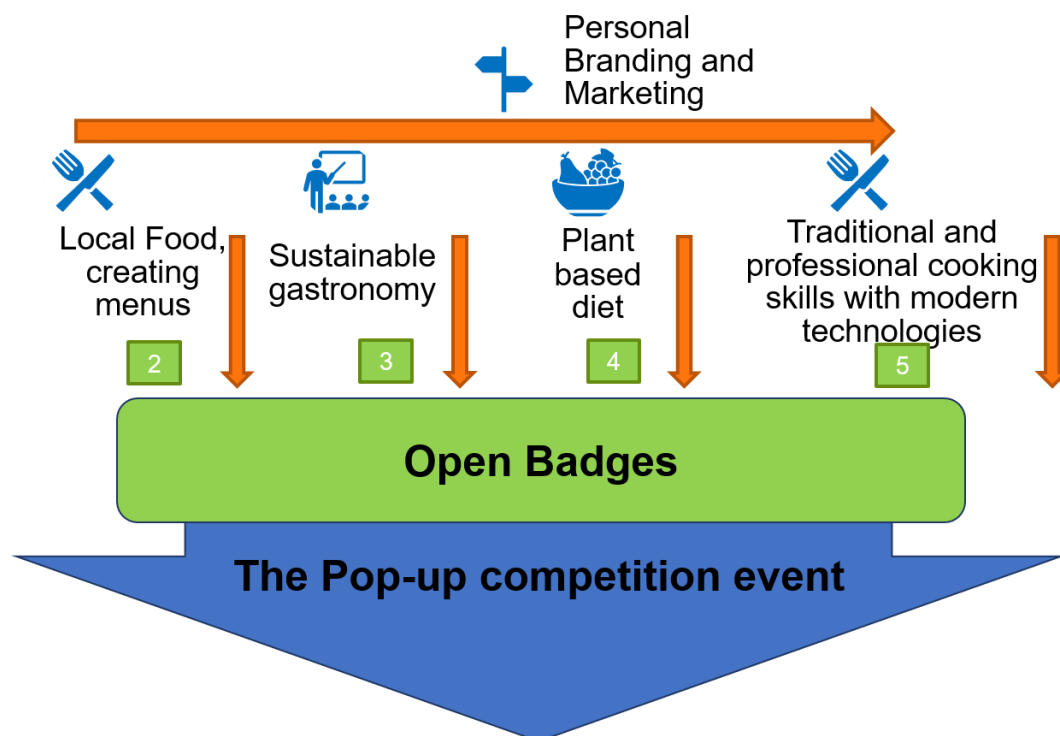 Personal
Branding and
Marketing
Local Food,
creating
menus
Sustainable
gastronomy
Plant
based
diet
Traditional and
professional cooking
skills with modern
technologies
2
3
4
5
Open Badges
The Pop-up competition event